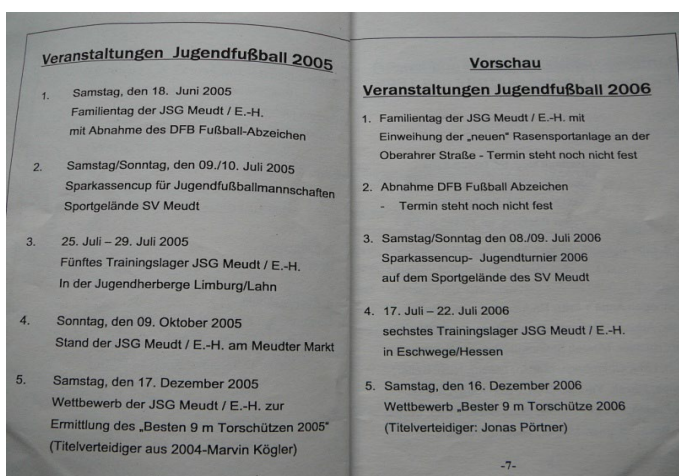 Veranstaltungen Jugendfußball 2005
1. Samstag, den 18. Juni 2005
Familientag der JSG Meudt / E.-H.
mit Abnahme des DFB Fußball-Abzeichen
2. Samstag/Sonntag, den 09./10. Juli 2005
Sparkassencup für Jugendfußballmannschaften
Sportgelände SV Meudt
3. 25. Juli – 29. Juli 2005
Fünftes Trainingslager JSG Meudt / E.-H.
In der Jugendherberge Limburg/Lahn
4. Sonntag, den 09. Oktober 2005
Stand der JSG Meudt / E.-H. am Meudter Markt
5. Samstag, den 17. Dezember 2005
Wettbewerb der JSG Meudt / E.-H. zur
Ermittlung des „Besten 9 m Torschützen 2005"
(Titelverteidiger aus 2004-Marvin Kögler)
Vorschau
Veranstaltungen Jugendfußball 2006
1. Familientag der JSG Meudt / E.-H. mit
Einweihung der „neuen" Rasensportanlage an der
Oberahrer Straße - Termin steht noch nicht fest
2. Abnahme DFB Fußball Abzeichen
- Termin steht noch nicht fest
3. Samstag/Sonntag den 08./09. Juli 2006
Sparkassencup- Jugendturnier 2006
auf dem Sportgelände des SV Meudt
4. 17. Juli – 22. Juli 2006
sechstes Trainingslager JSG Meudt / E.-H.
in Eschwege/Hessen
5. Samstag, den 16. Dezember 2006
Wettbewerb „Bester 9 m Torschütze 2006
(Titelverteidiger: Jonas Pörtner)
-7-